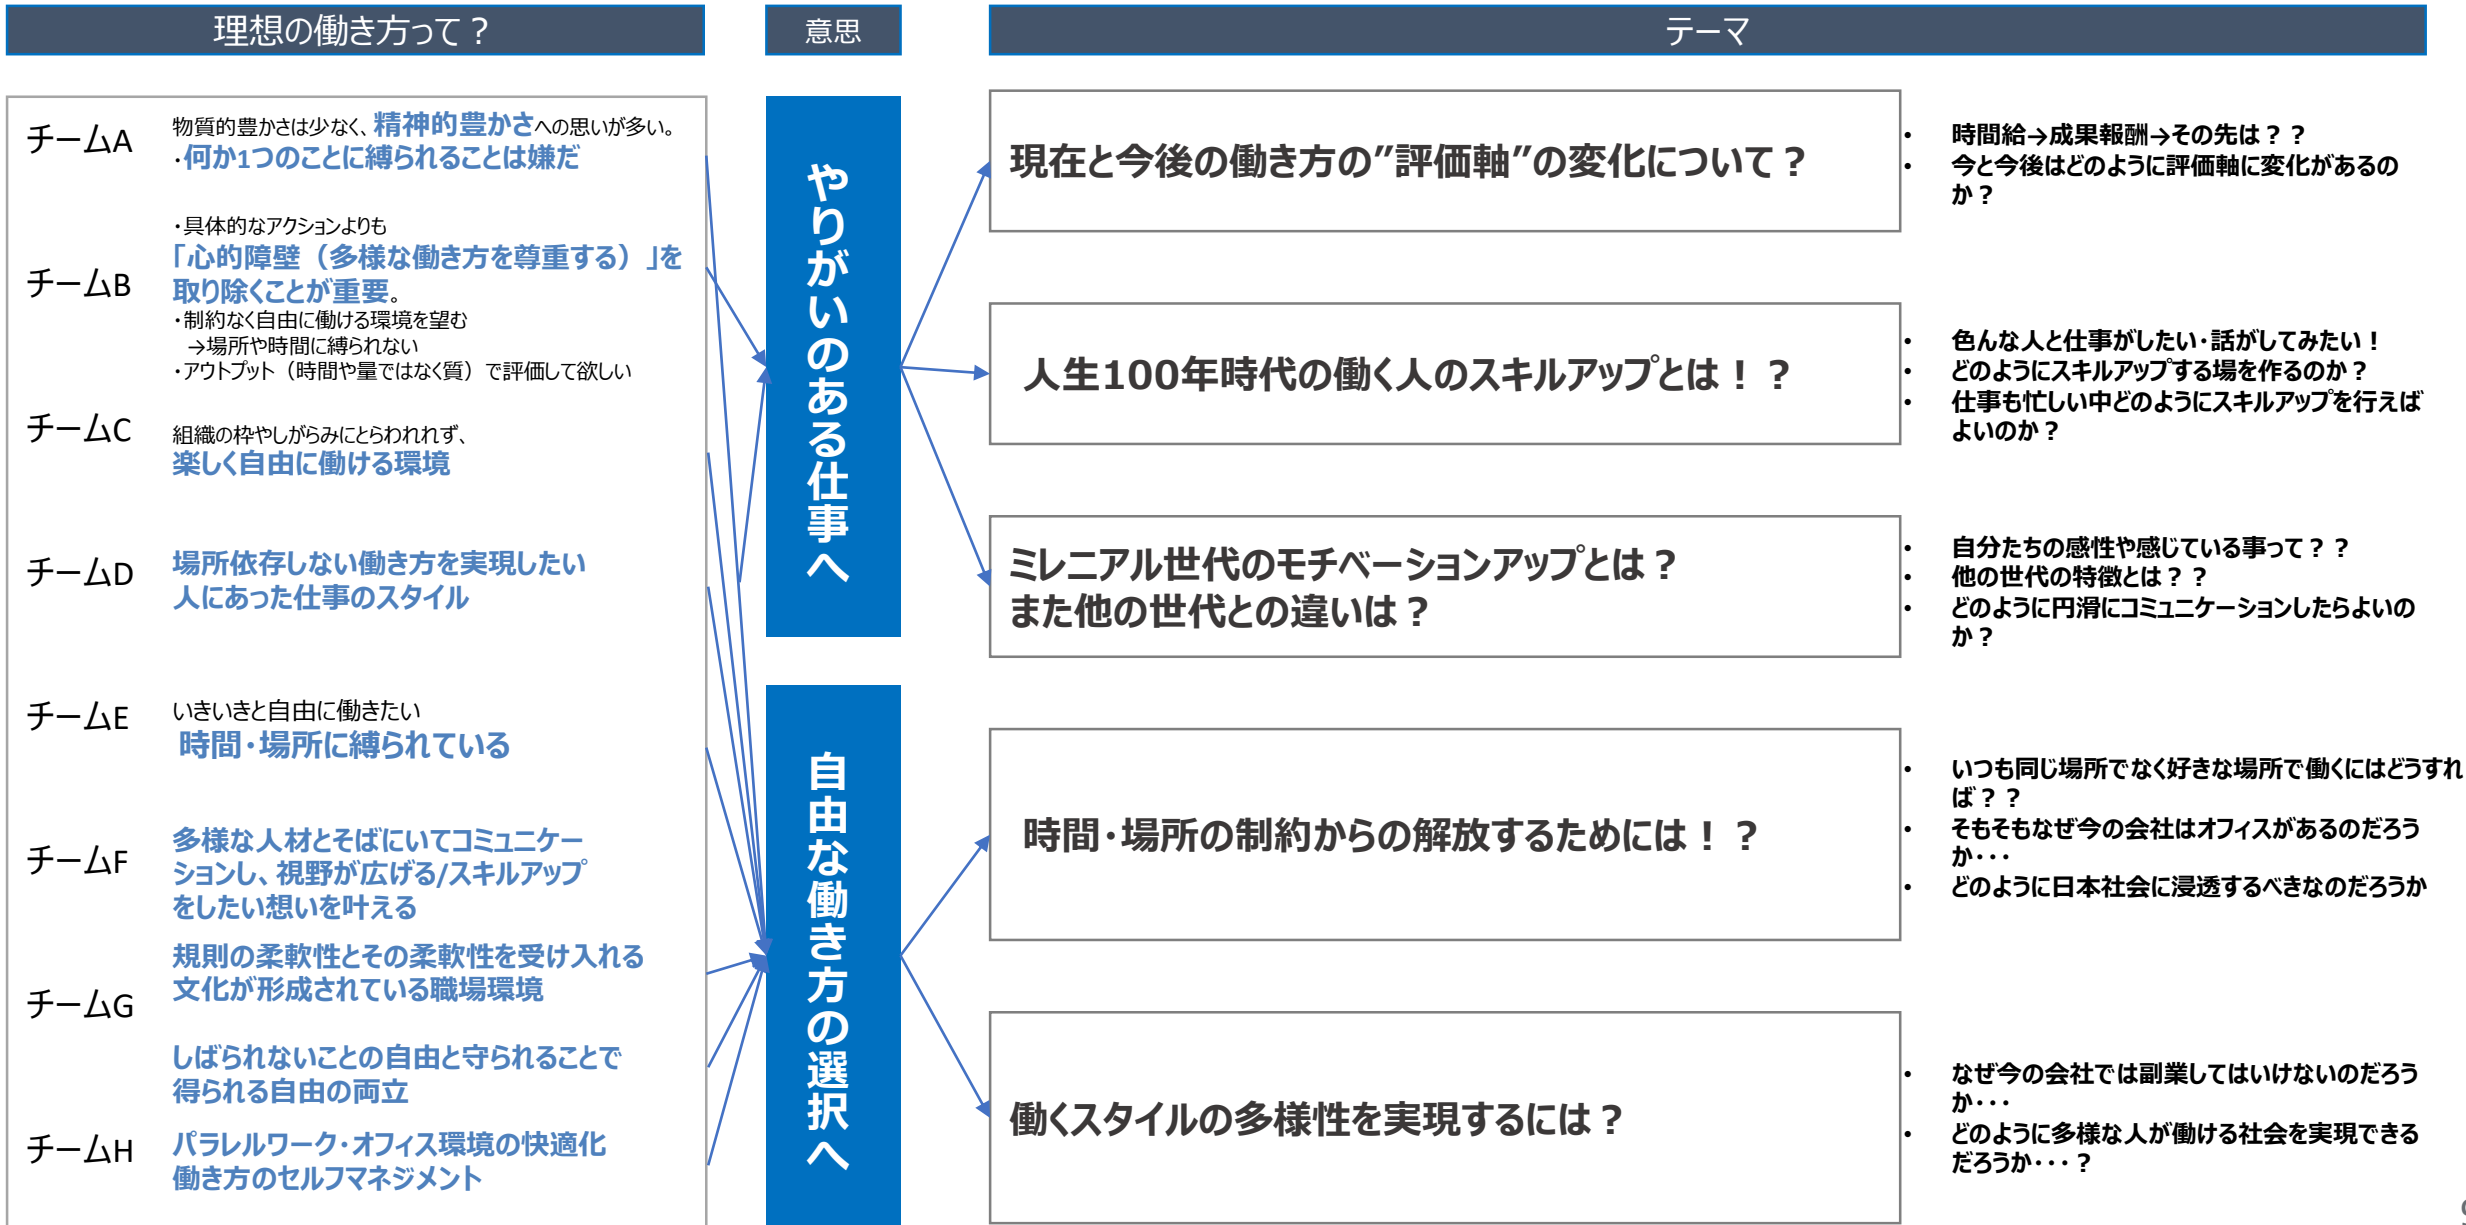 理想の働き方って？
意思
テーマ
チームA
物質的豊かさは少なく、精神的豊かさへの思いが多い。
・何か1つのことに縛られることは嫌だ
チームB
・具体的なアクションよりも
「心的障壁（多様な働き方を尊重する）」を
取り除くことが重要。
・制約なく自由に働ける環境を望む
→場所や時間に縛られない
・アウトプット（時間や量ではなく質）で評価して欲しい
チームC
組織の枠やしがらみにとらわれれず、
楽しく自由に働ける環境
チームD
場所依存しない働き方を実現したい
人にあった仕事のスタイル
チームE
いきいきと自由に働きたい
時間・場所に縛られている
チームF
多様な人材とそばにいてコミュニケー
ションし、視野が広げる/スキルアップ
をしたい想いを叶える
チームG
規則の柔軟性とその柔軟性を受け入れる
文化が形成されている職場環境
しばられないことの自由と守られることで
得られる自由の両立
チームH
パラレルワーク・オフィス環境の快適化
働き方のセルフマネジメント
やりがいのある仕事へ
自由な働き方の選択へ
現在と今後の働き方の”評価軸”の変化について？
• 時間給→成果報酬→その先は？？
• 今と今後はどのように評価軸に変化があるの
か？
人生100年時代の働く人のスキルアップとは！？
• 色んな人と仕事がしたい・話がしてみたい！
• どのようにスキルアップする場を作るのか？
• 仕事も忙しい中どのようにスキルアップを行えば
よいのか？
ミレニアル世代のモチベーションアップとは？
また他の世代との違いは？
• 自分たちの感性や感じている事って？？
• 他の世代の特徴とは？？
• どのように円滑にコミュニケーションしたらよいの
か？
時間・場所の制約からの解放するためには！？
• いつも同じ場所でなく好きな場所で働くにはどうすれ
ば？？
• そもそもなぜ今の会社はオフィスがあるのだろう
か・・・
• どのように日本社会に浸透するべきなのだろうか
働くスタイルの多様性を実現するには？
• なぜ今の会社では副業してはいけないのだろう
か・・・
• どのように多様な人が働ける社会を実現できる
だろうか・・・？